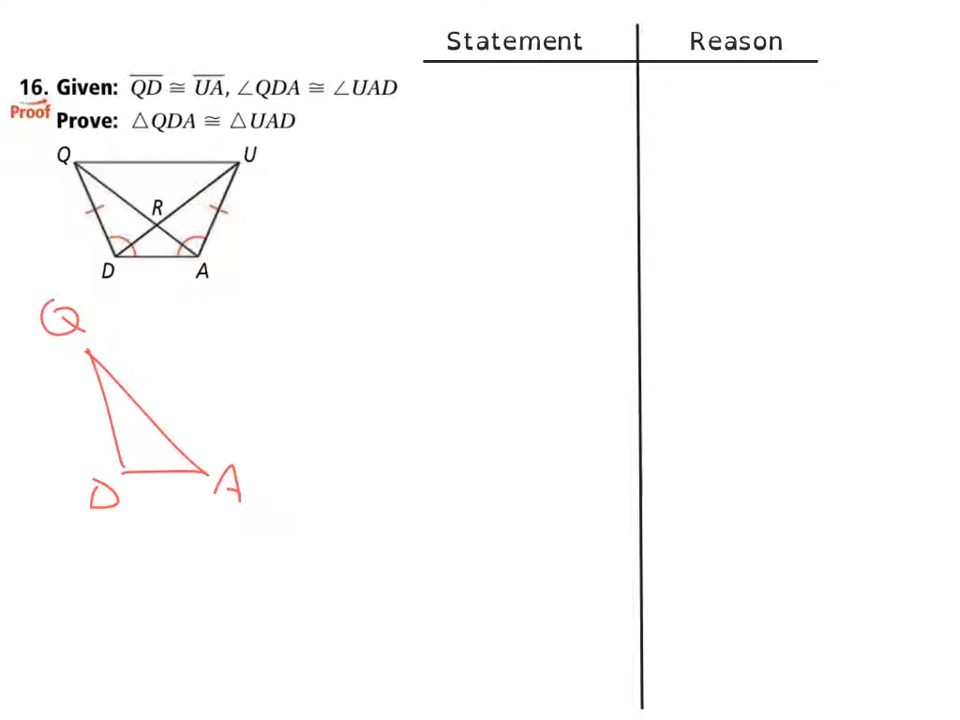 Statement Reason
16. Given: QD ≅ UA, ∠QDA ≅ ∠UAD
Proof Prove: △QDA ≅ △UAD
Q U
R
D A
Q
D A